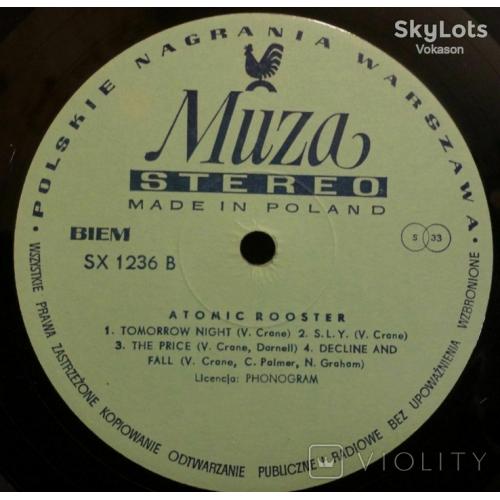 SkyLots
Vokason
POLSKIE NAGRANIA WARSZAWA
Muza
STEREO
MADE IN POLAND
BIEM
S 33
SX 1236 B
ATOMIC ROOSTER
1. TOMORROW NIGHT (V. Crane) 2. S.L.Y. (V. Crane)
3. THE PRICE (V. Crane, Darnell) 4. DECLINE AND
FALL (V. Crane, C. Palmer, N. Graham)
Licencja: PHONOGRAM
WSZYSTKIE PRAWA ZASTRZEŻONE KOPIOWANIE ODTWARZANIE PUBLICZNE I RADIOWE BEZ UPOWAŻNIENIA WZBRONIONE
VIOLITY